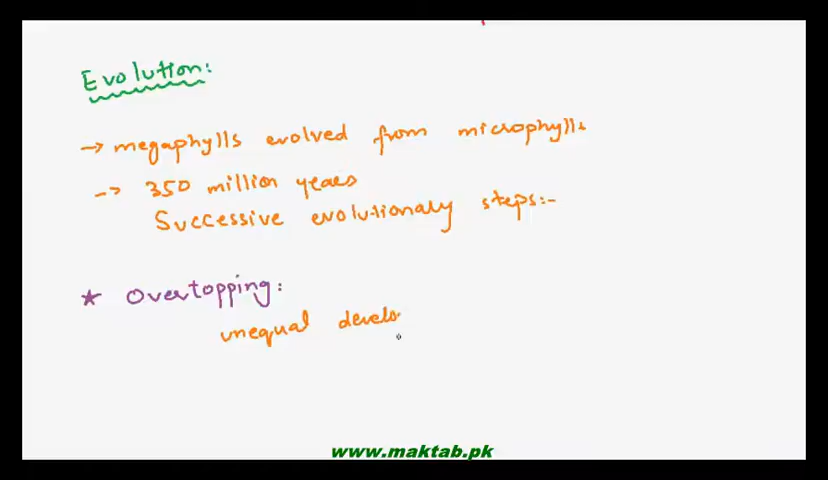 Evolution:
→ megaphylls evolved from microphylls
→ 350 million years
Successive evolutionary steps:-
★ Overtopping:
unequal develo
www.maktab.pk